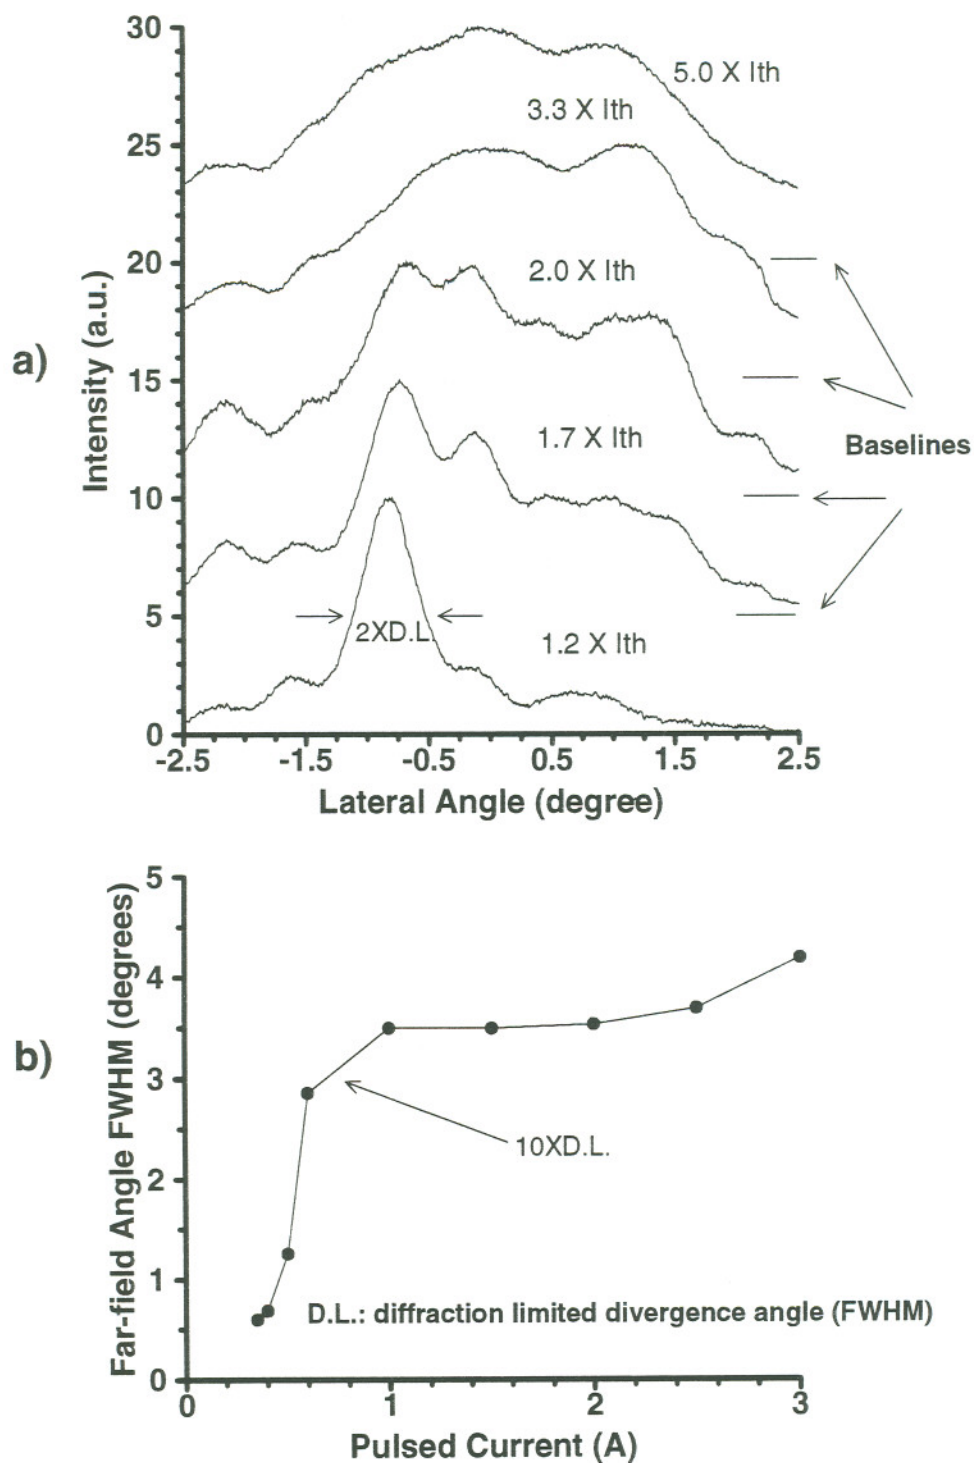 a)
Intensity (a.u.)
30
25
20
15
10
5
0
5.0 X Ith
3.3 X Ith
2.0 X Ith
1.7 X Ith
Baselines
2XD.L.
1.2 X Ith
-2.5 -1.5 -0.5 0.5 1.5 2.5
Lateral Angle (degree)
b)
Far-field Angle FWHM (degrees)
5
4
3
2
1
0
10XD.L.
D.L.: diffraction limited divergence angle (FWHM)
0 1 2 3
Pulsed Current (A)